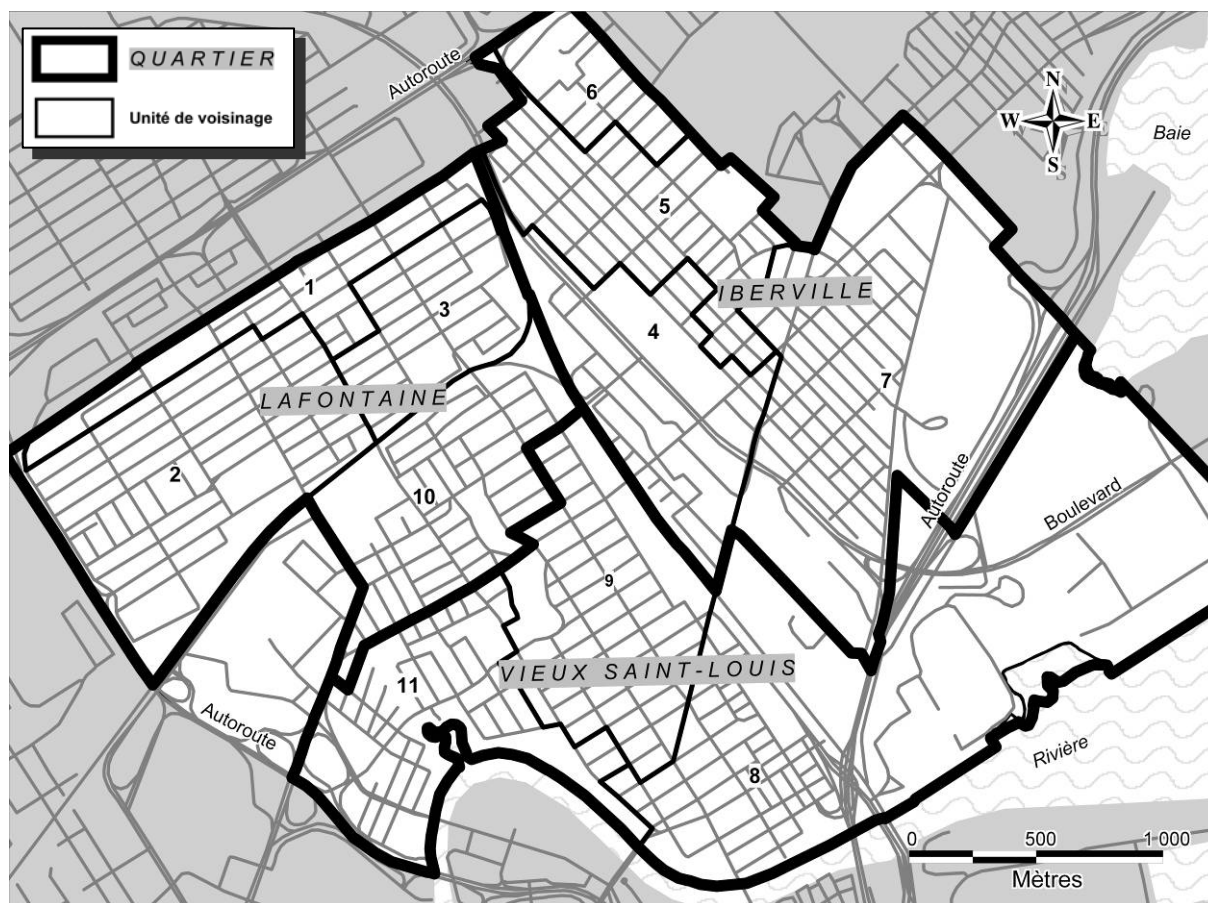 QUARTIER
Unité de voisinage
Autoroute
N
W E
S
Baie
6
5
1
3
IBERVILLE
4
7
LAFONTAINE
2
10
Autoroute
Boulevard
9
VIEUX SAINT-LOUIS
11
Autoroute
8
Rivière
0 500 1 000
Mètres